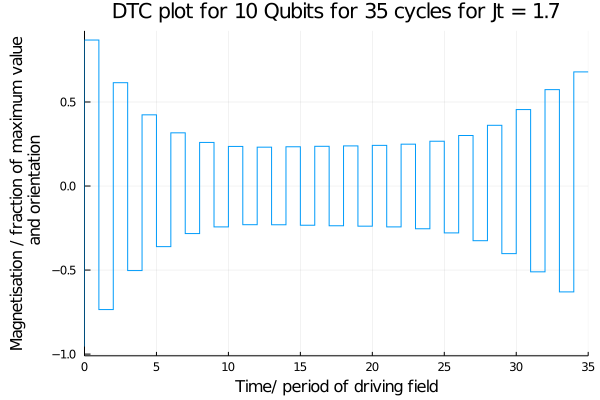 DTC plot for 10 Qubits for 35 cycles for Jt = 1.7
Magnetisation / fraction of maximum value
and orientation
0.5
0.0
−0.5
−1.0
0 5 10 15 20 25 30 35
Time/ period of driving field